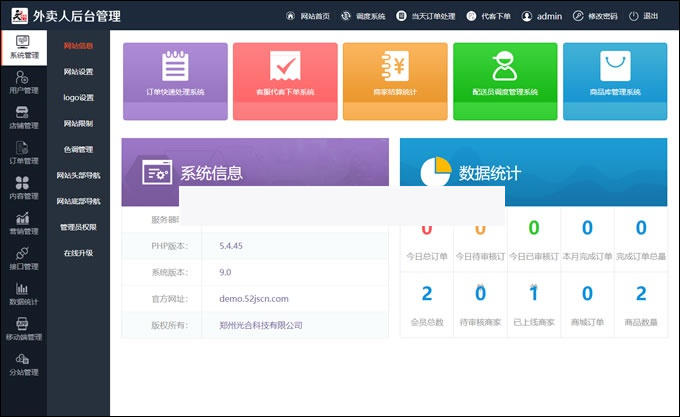 外卖人后台管理
网站首页 调度系统 当天订单处理 代客下单 admin 修改密码 退出
系统管理
用户管理
店铺管理
订单管理
内容管理
营销管理
接口管理
数据统计
移动端管理
分站管理
网站信息
网站设置
logo设置
网站限制
色调管理
网站头部导航
网站底部导航
管理员权限
在线升级
订单快速处理系统
客服代客下单系统
商家结算统计
配送员调度管理系统
商品库管理系统
系统信息
服务器
PHP版本: 5.4.45
系统版本: 9.0
官方网址: demo.52jscn.com
版权所有: 郑州光合科技有限公司
数据统计
0 0 0 0 0
今日总订单 今日待审核订 今日已审核订 本月完成订单 完成订单总量
2 0 1 0 2
会员总数 待审核商家 已上线商家 商城订单 商品数量